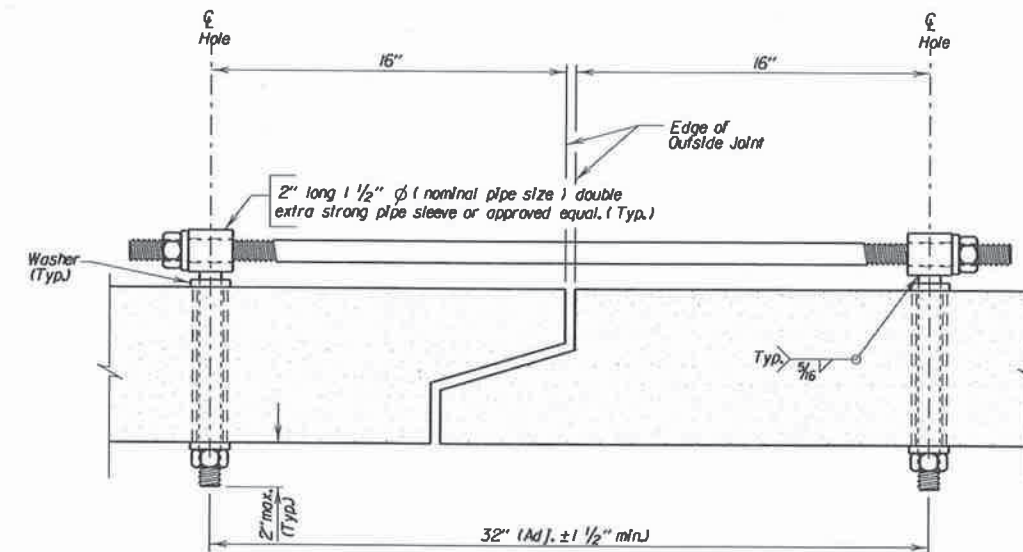 ℄
Hole
℄
Hole
16"
16"
Edge of
Outside Joint
2" long 1 1/2" ϕ ( nominal pipe size ) double
extra strong pipe sleeve or approved equal. ( Typ. )
Washer
(Typ.)
Typ.
5/16
2" max.
(Typ.)
32" (Adj. ±1 1/2" min.)